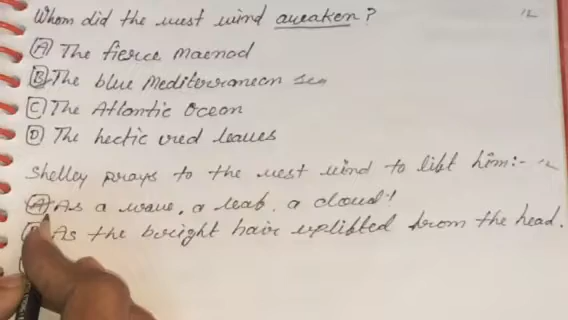 Whom did the west wind awaken? 12
(A) The fierce Maenad
(B) The blue Mediterranean sea
(C) The Atlantic Ocean
(D) The hectic red leaves
Shelley prays to the west wind to lift him:-
(A) As a wave, a leaf, a cloud!
As the bright hair uplifted from the head.